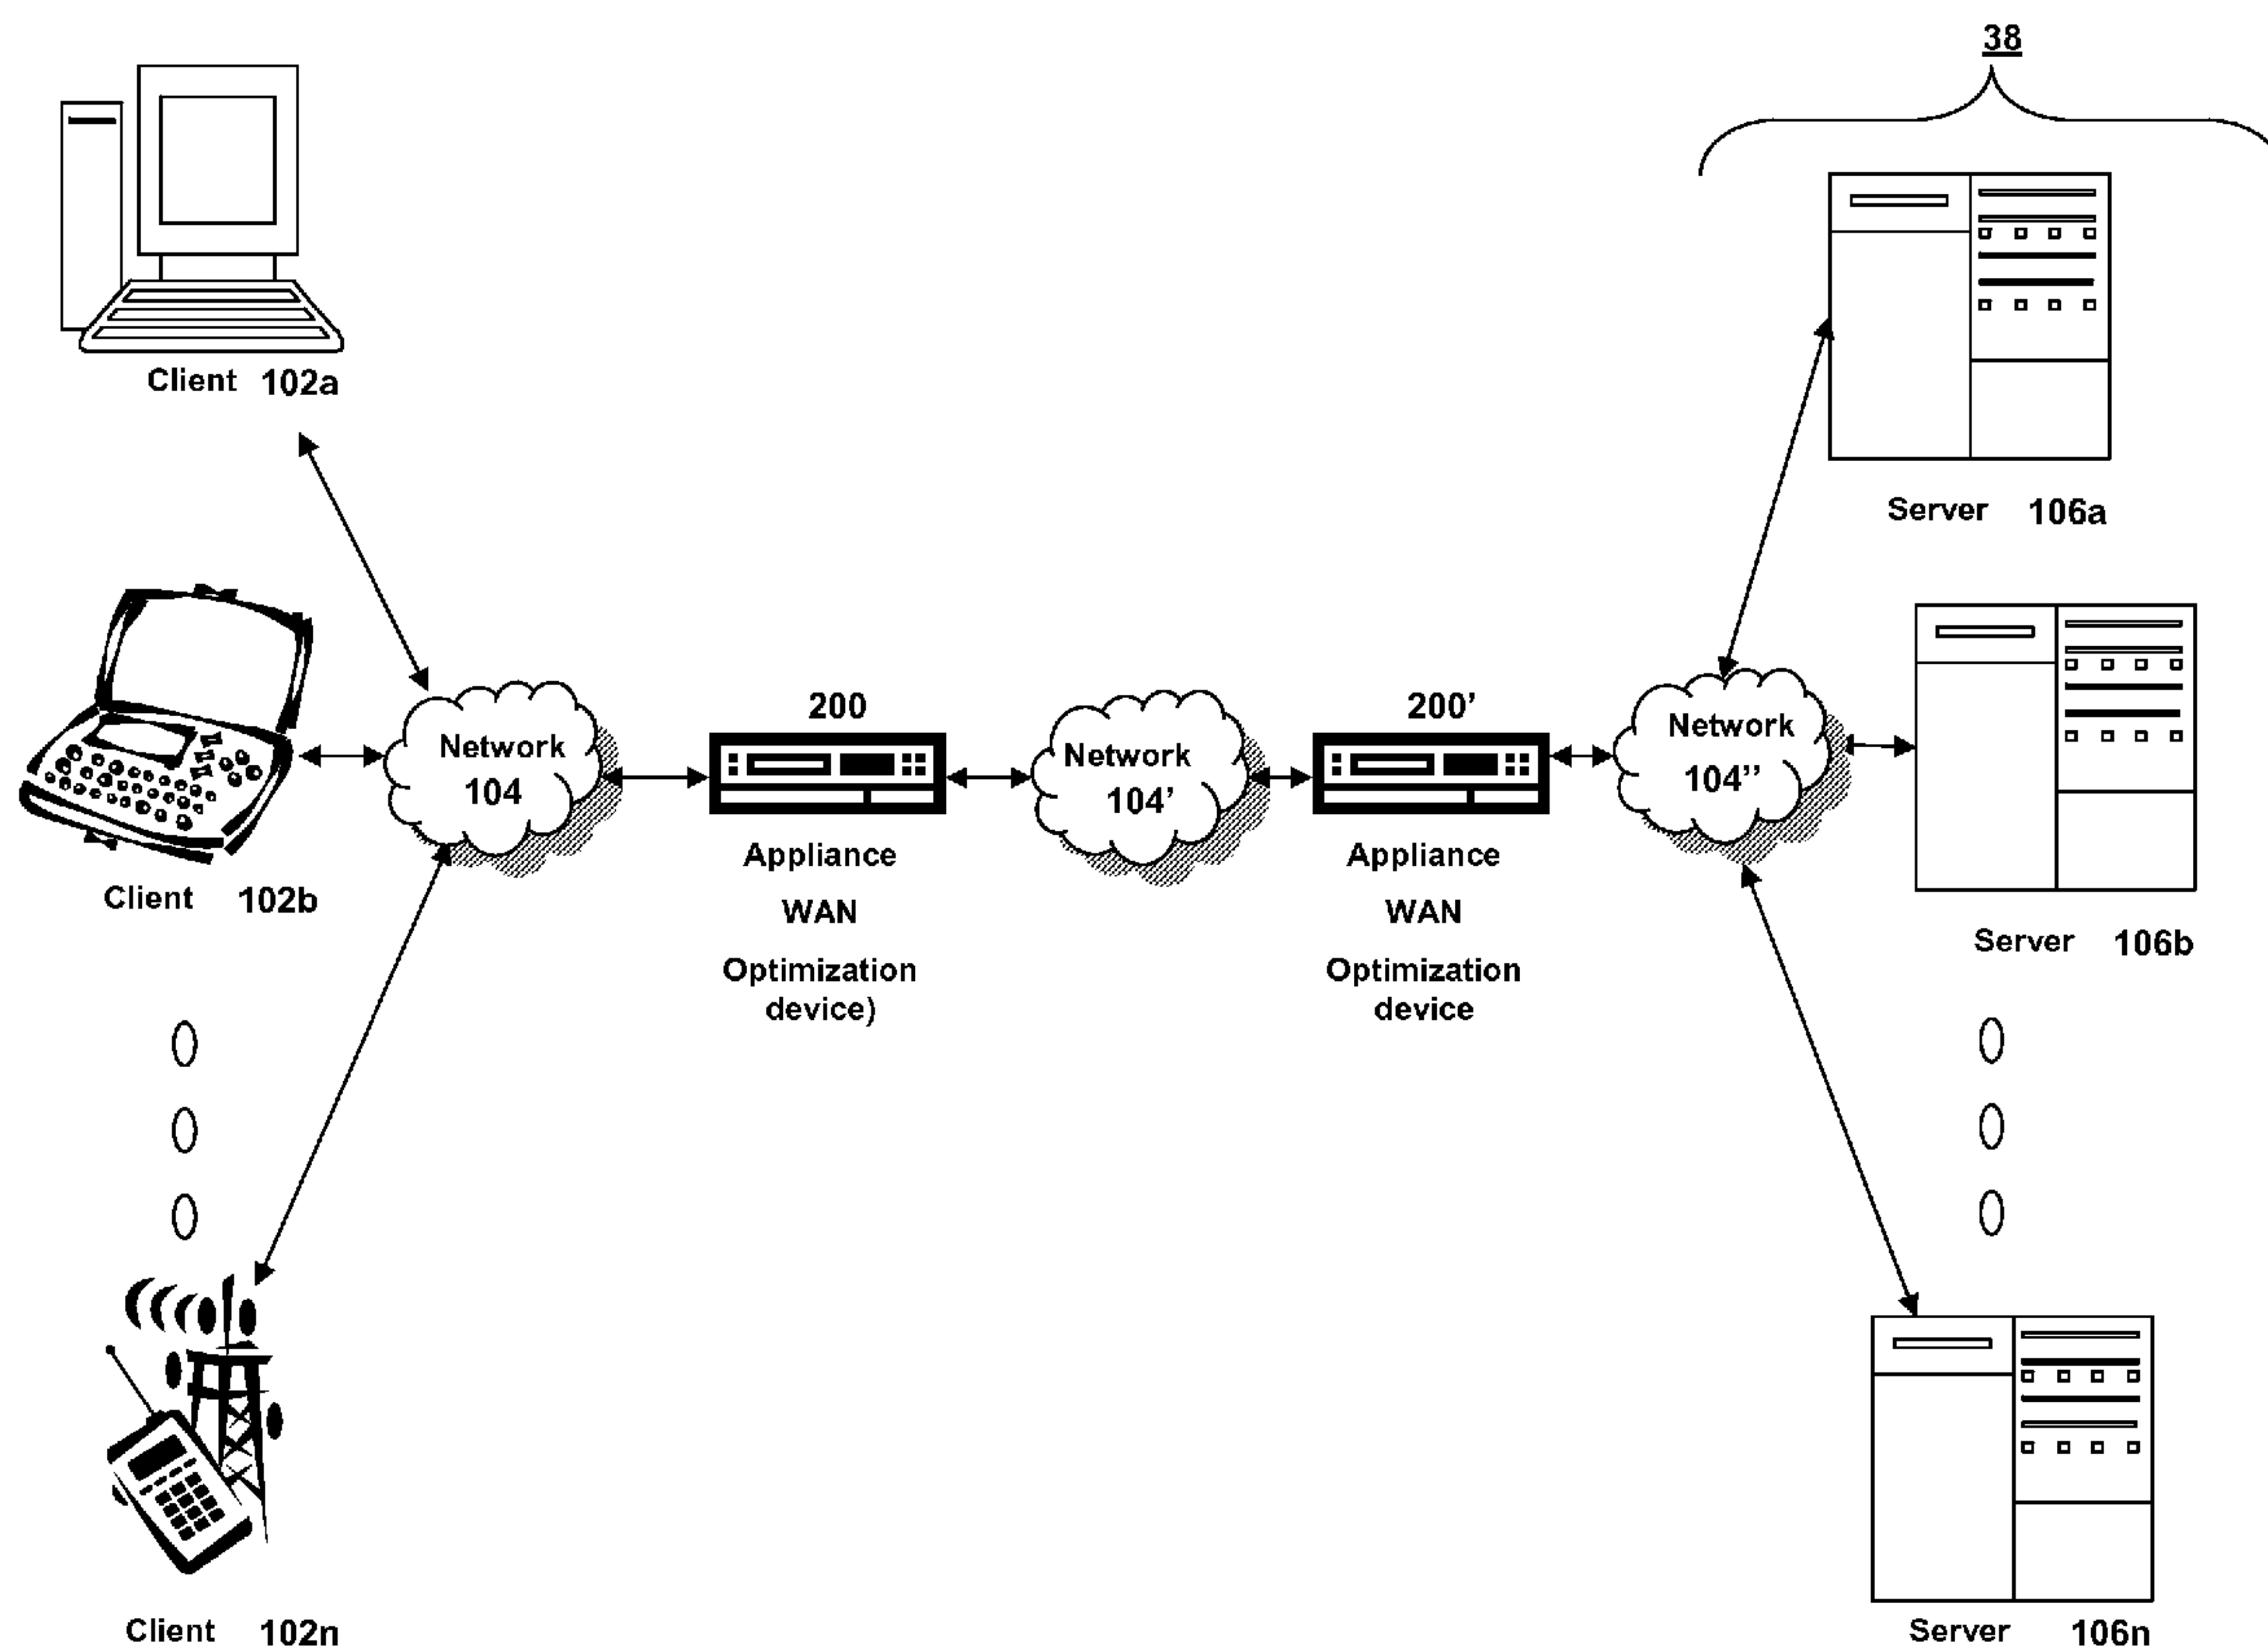 38
Client 102a
Server 106a
Client 102b
Network
104
200
Appliance
WAN
Optimization
device)
Network
104'
200'
Appliance
WAN
Optimization
device
Network
104''
Server 106b
Client 102n
Server 106n